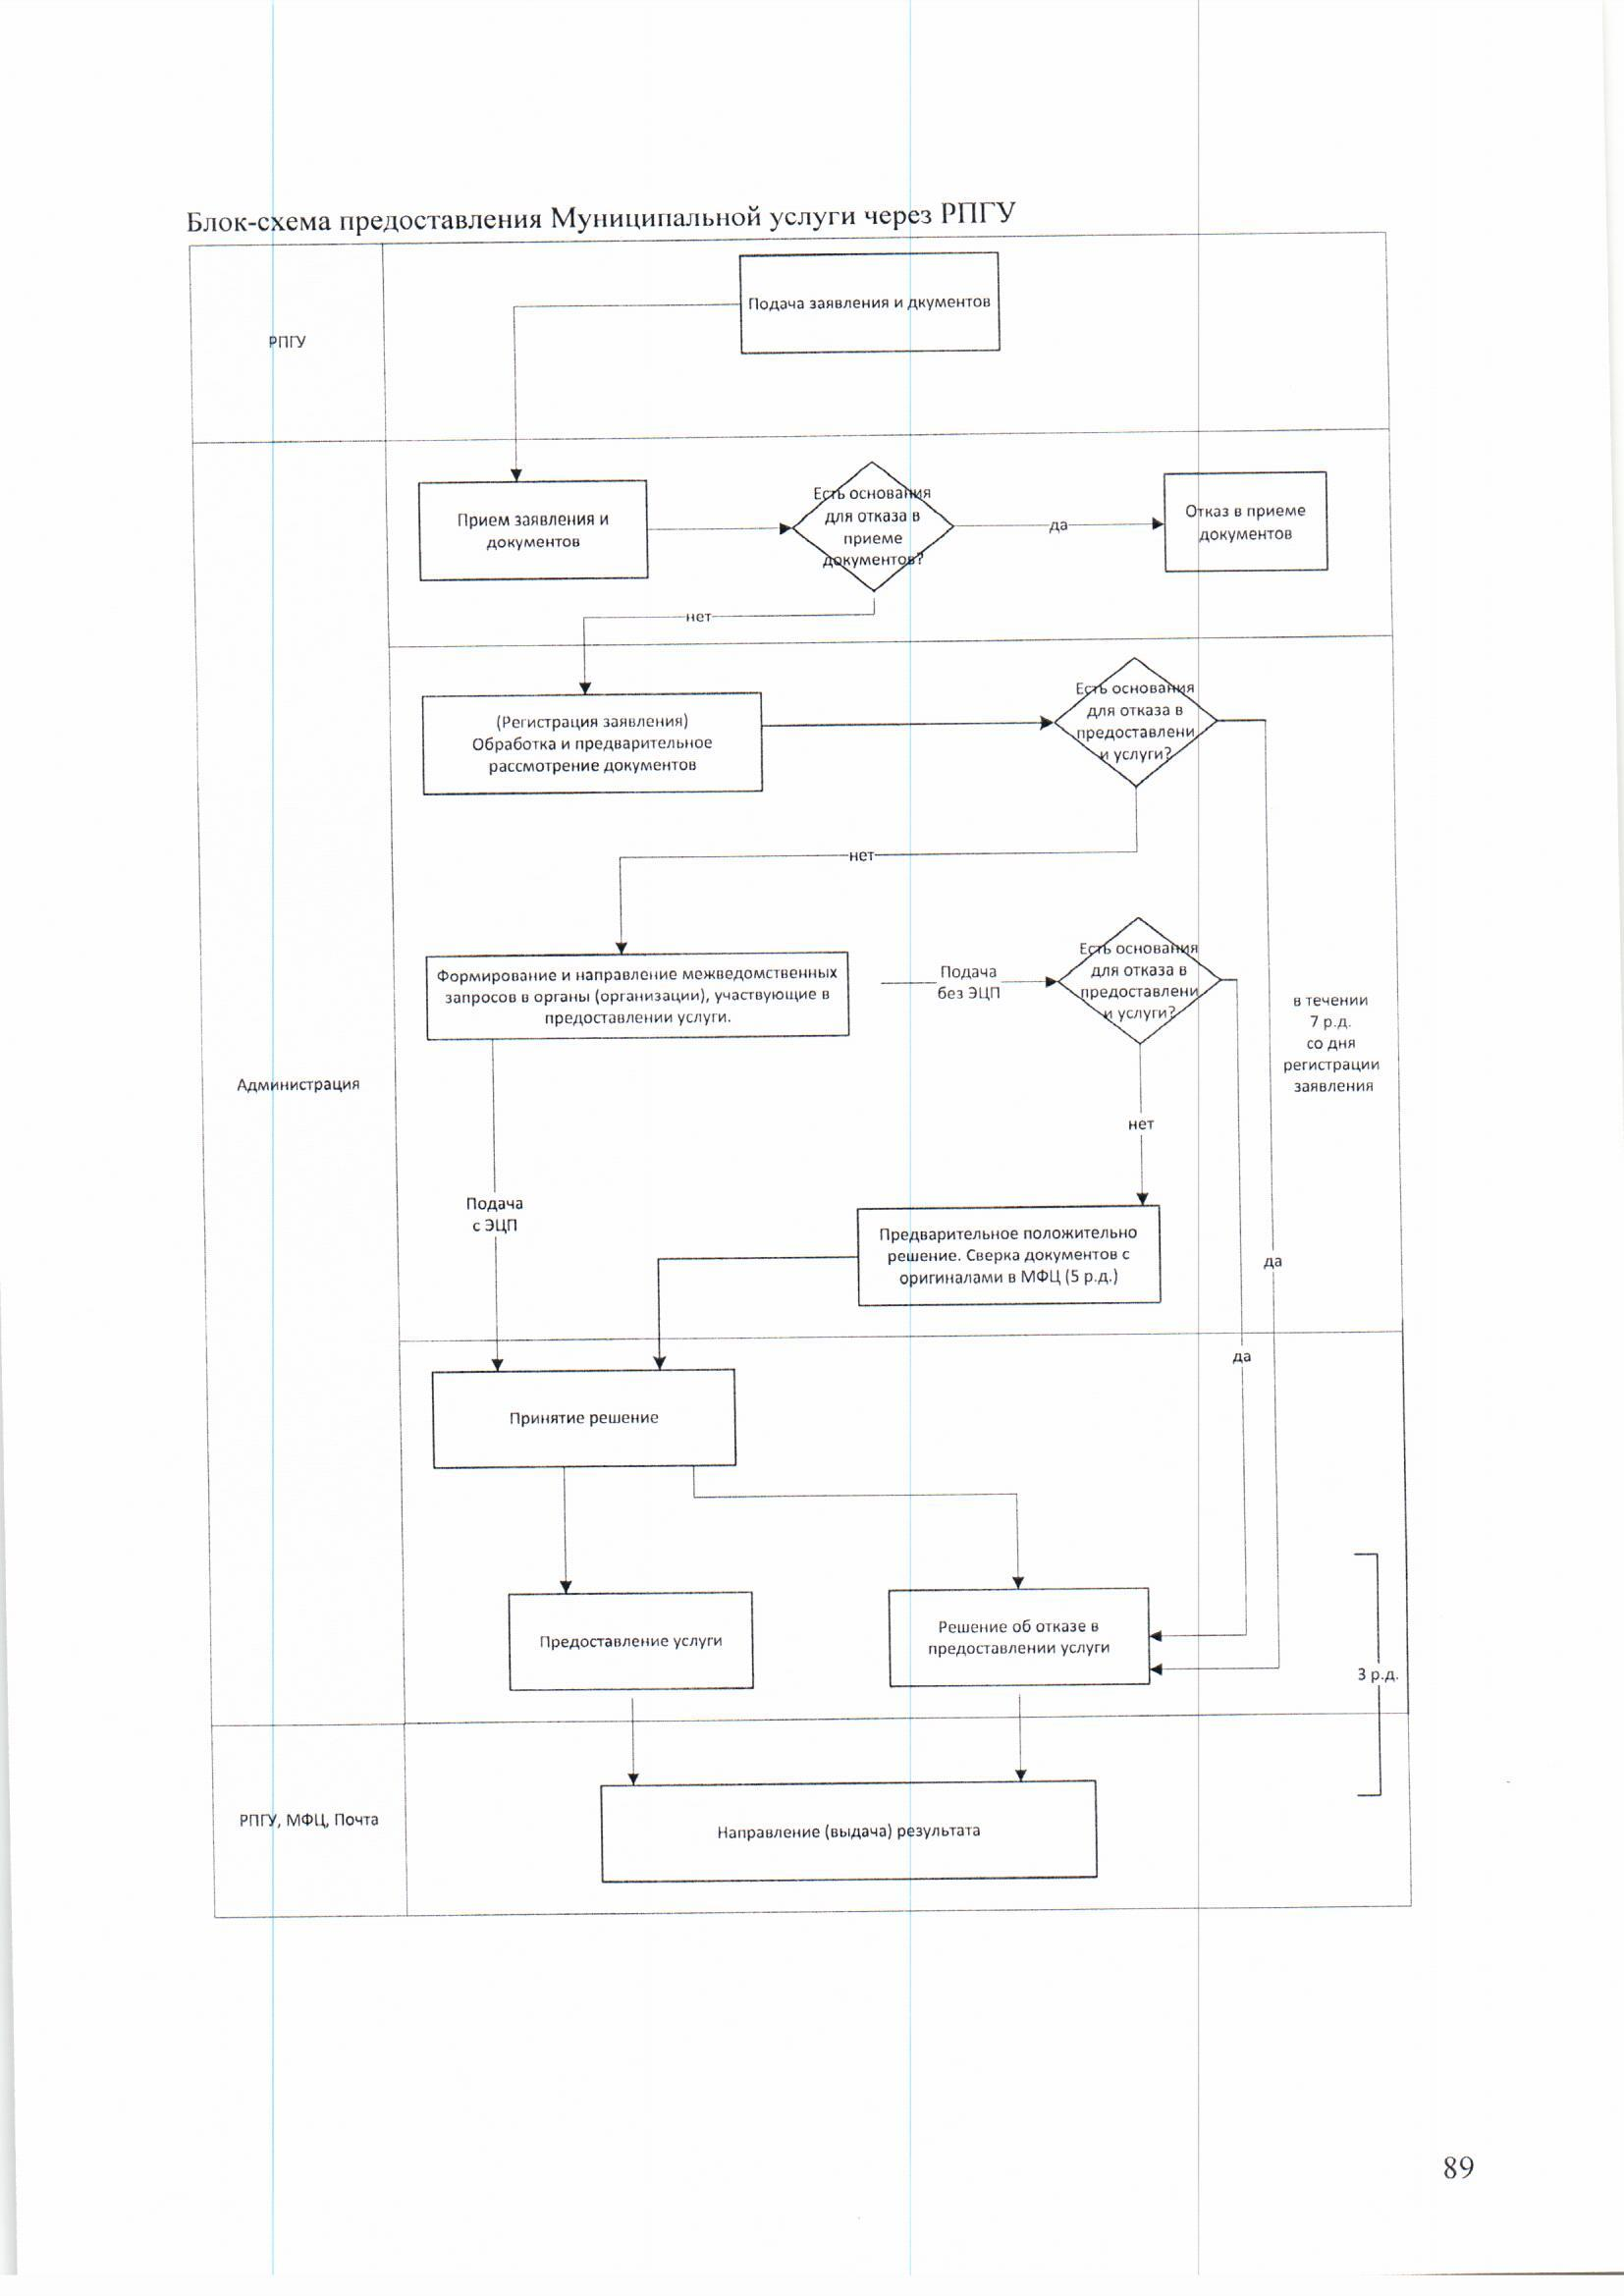 Блок-схема предоставления Муниципальной услуги через РПГУ
РПГУ
Подача заявления и дкументов
Прием заявления и
документов
Есть основания
для отказа в
приеме
документов?
да
Отказ в приеме
документов
нет
(Регистрация заявления)
Обработка и предварительное
рассмотрение документов
Есть основания
для отказа в
предоставлени
и услуги?
нет
Формирование и направление межведомственных
запросов в органы (организации), участвующие в
предоставлении услуги.
Подача
без ЭЦП
Есть основания
для отказа в
предоставлени
и услуги?
в течении
7 р.д.
со дня
регистрации
заявления
Администрация
нет
Подача
с ЭЦП
Предварительное положительно
решение. Сверка документов с
оригиналами в МФЦ (5 р.д.)
да
да
Принятие решение
Предоставление услуги
Решение об отказе в
предоставлении услуги
3 р.д.
РПГУ, МФЦ, Почта
Направление (выдача) результата
89